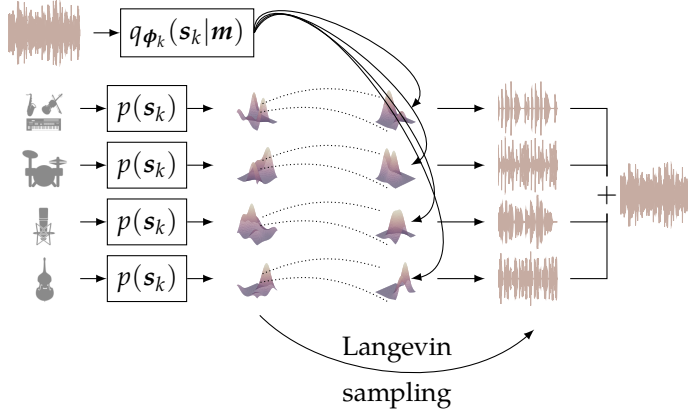 q_{ϕ_k}(s_k|m)
p(s_k)
p(s_k)
p(s_k)
+
p(s_k)
Langevin
sampling